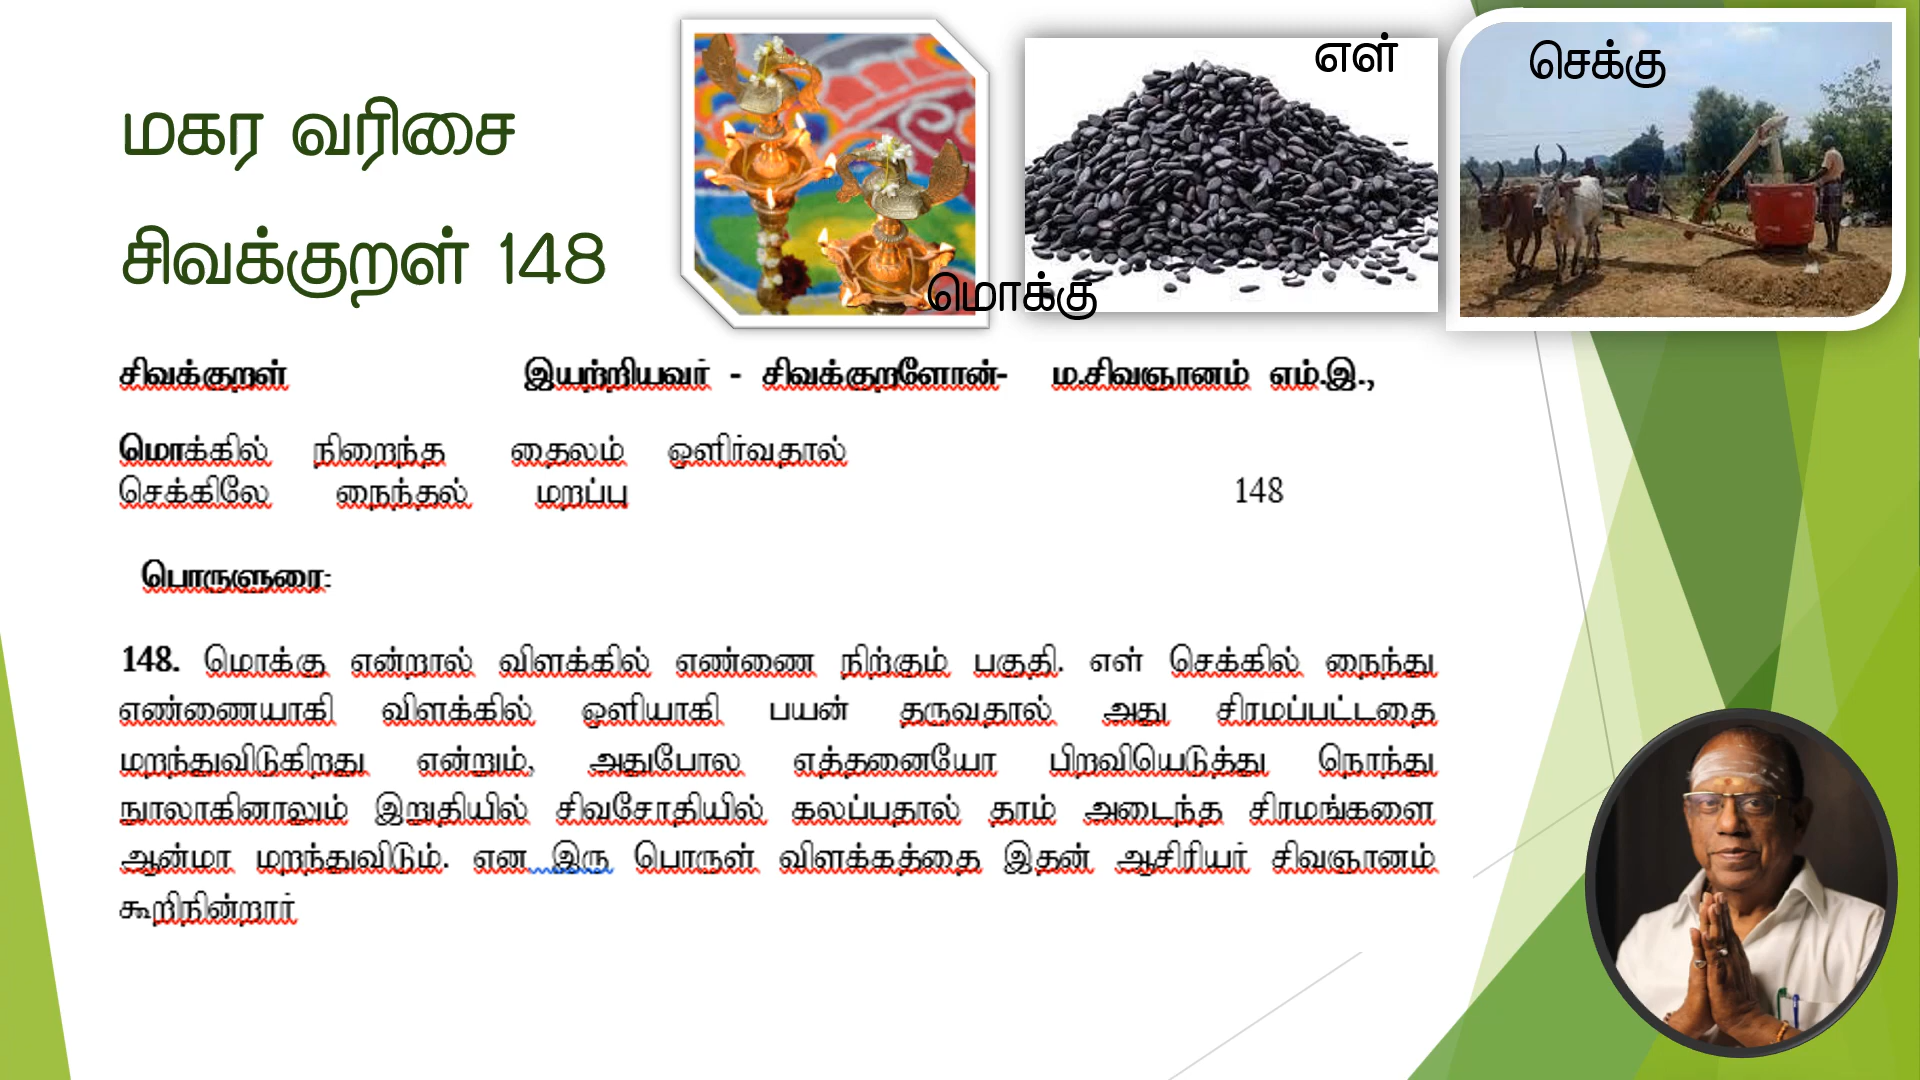 மகர வரிசை
சிவக்குறள் 148
மொக்கு
எள்
செக்கு
சிவக்குறள் இயற்றியவர் - சிவக்குறளோன்- ம.சிவஞானம் எம்.இ.,
மொக்கில் நிறைந்த தைலம் ஒளிர்வதால்
செக்கிலே நைந்தல் மறப்பு 148
பொருளுரை:
148. மொக்கு என்றால் விளக்கில் எண்ணை நிற்கும் பகுதி. எள் செக்கில் நைந்து
எண்ணையாகி விளக்கில் ஒளியாகி பயன் தருவதால் அது சிரமப்பட்டதை
மறந்துவிடுகிறது என்றும், அதுபோல எத்தனையோ பிறவியெடுத்து நொந்து
நூலாகினாலும் இறுதியில் சிவசோதியில் கலப்பதால் தாம் அடைந்த சிரமங்களை
ஆன்மா மறந்துவிடும். என இரு பொருள் விளக்கத்தை இதன் ஆசிரியர் சிவஞானம்
கூறிநின்றார்